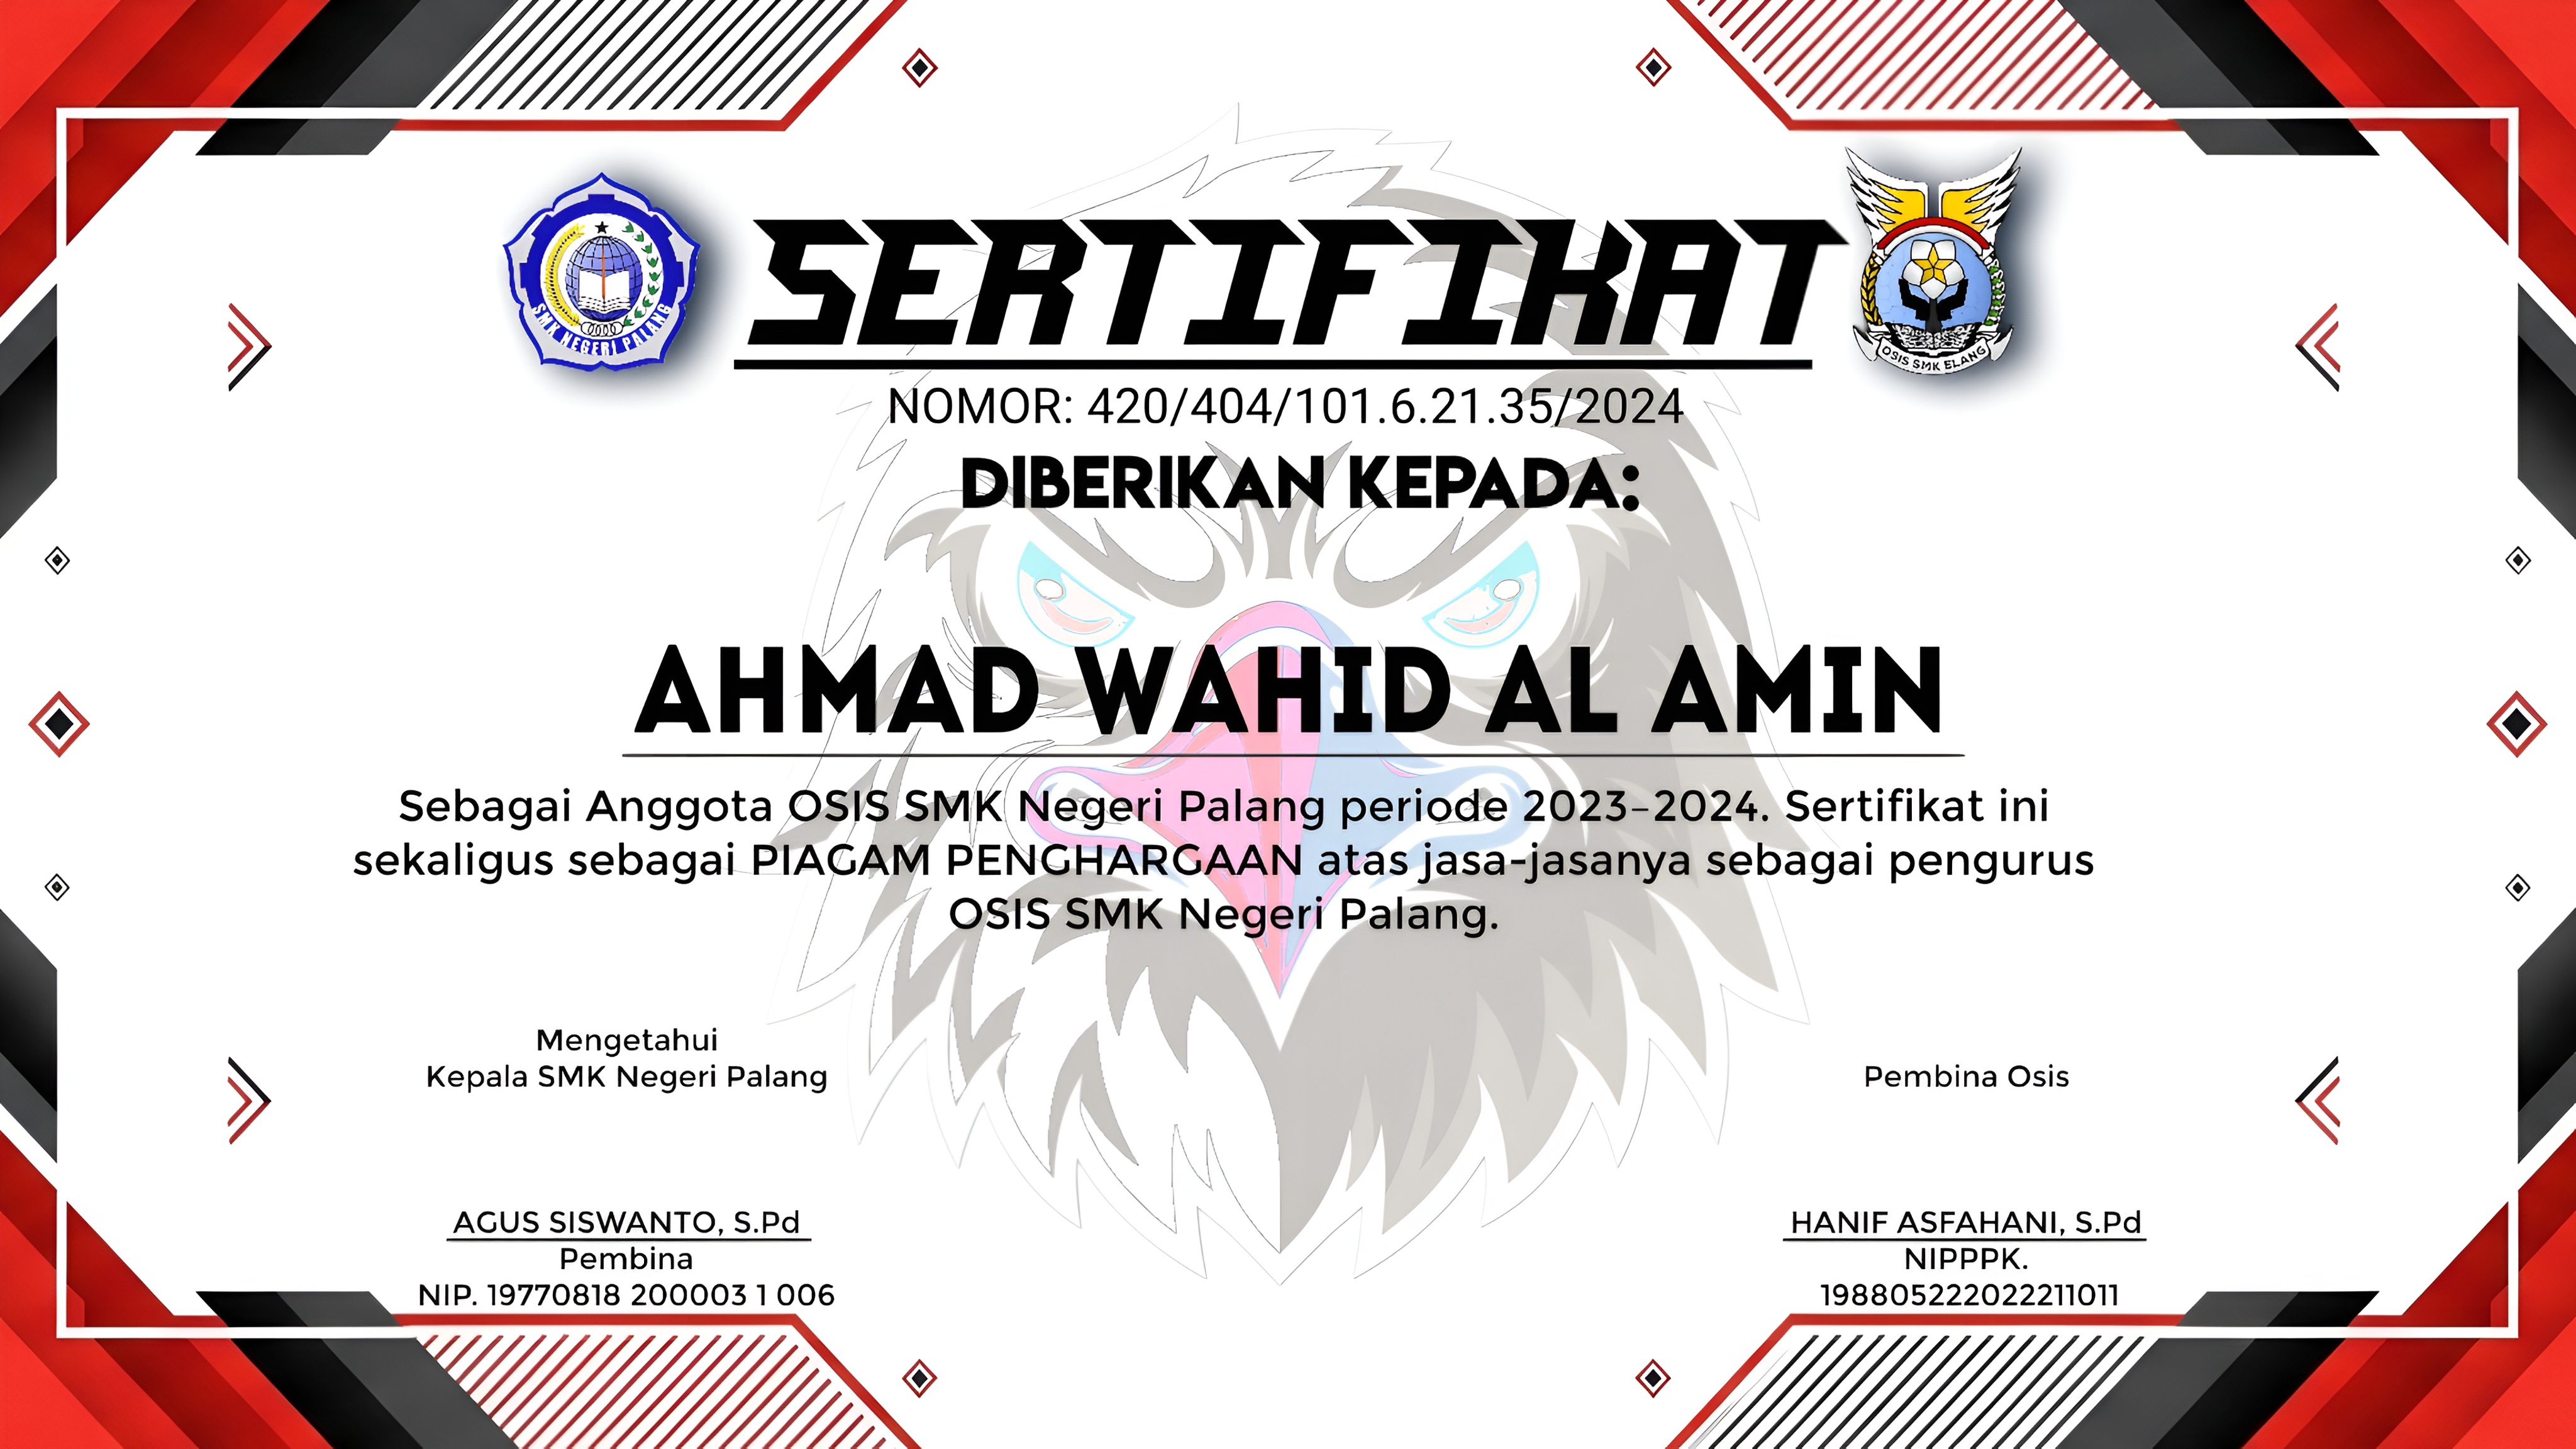 SMK NEGERI PALANG
SERTIFIKAT
OSIS SMK ELANG
NOMOR: 420/404/101.6.21.35/2024
DIBERIKAN KEPADA:
AHMAD WAHID AL AMIN
Sebagai Anggota OSIS SMK Negeri Palang periode 2023-2024. Sertifikat ini
sekaligus sebagai PIAGAM PENGHARGAAN atas jasa-jasanya sebagai pengurus
OSIS SMK Negeri Palang.
Mengetahui
Kepala SMK Negeri Palang
AGUS SISWANTO, S.Pd
Pembina
NIP. 19770818 200003 1 006
Pembina Osis
HANIF ASFAHANI, S.Pd
NIPPPK.
198805222022211011